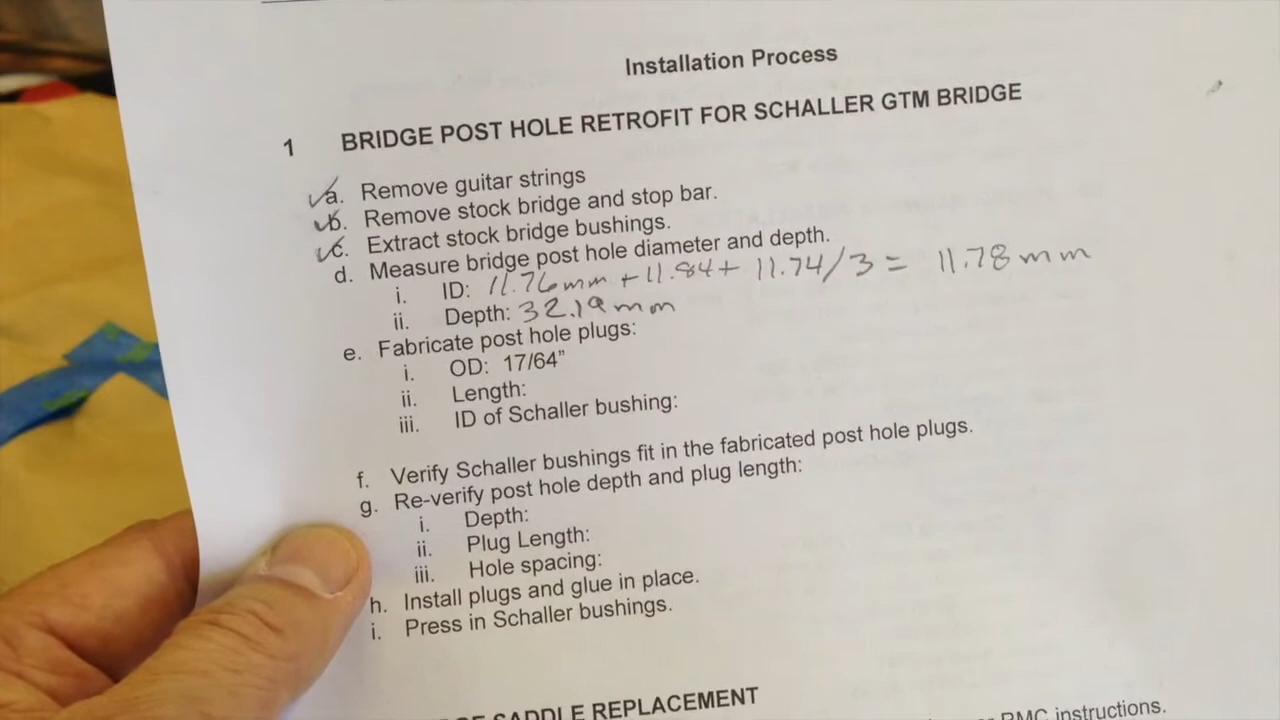 Installation Process
1 BRIDGE POST HOLE RETROFIT FOR SCHALLER GTM BRIDGE
✓a. Remove guitar strings
✓b. Remove stock bridge and stop bar.
✓c. Extract stock bridge bushings.
d. Measure bridge post hole diameter and depth.
i. ID: 11.76mm + 11.84 + 11.74/3 = 11.78mm
ii. Depth: 32.19mm
e. Fabricate post hole plugs:
i. OD: 17/64”
ii. Length:
iii. ID of Schaller bushing:
f. Verify Schaller bushings fit in the fabricated post hole plugs.
g. Re-verify post hole depth and plug length:
i. Depth:
ii. Plug Length:
iii. Hole spacing:
h. Install plugs and glue in place.
i. Press in Schaller bushings.
SADDLE REPLACEMENT
RMC instructions.